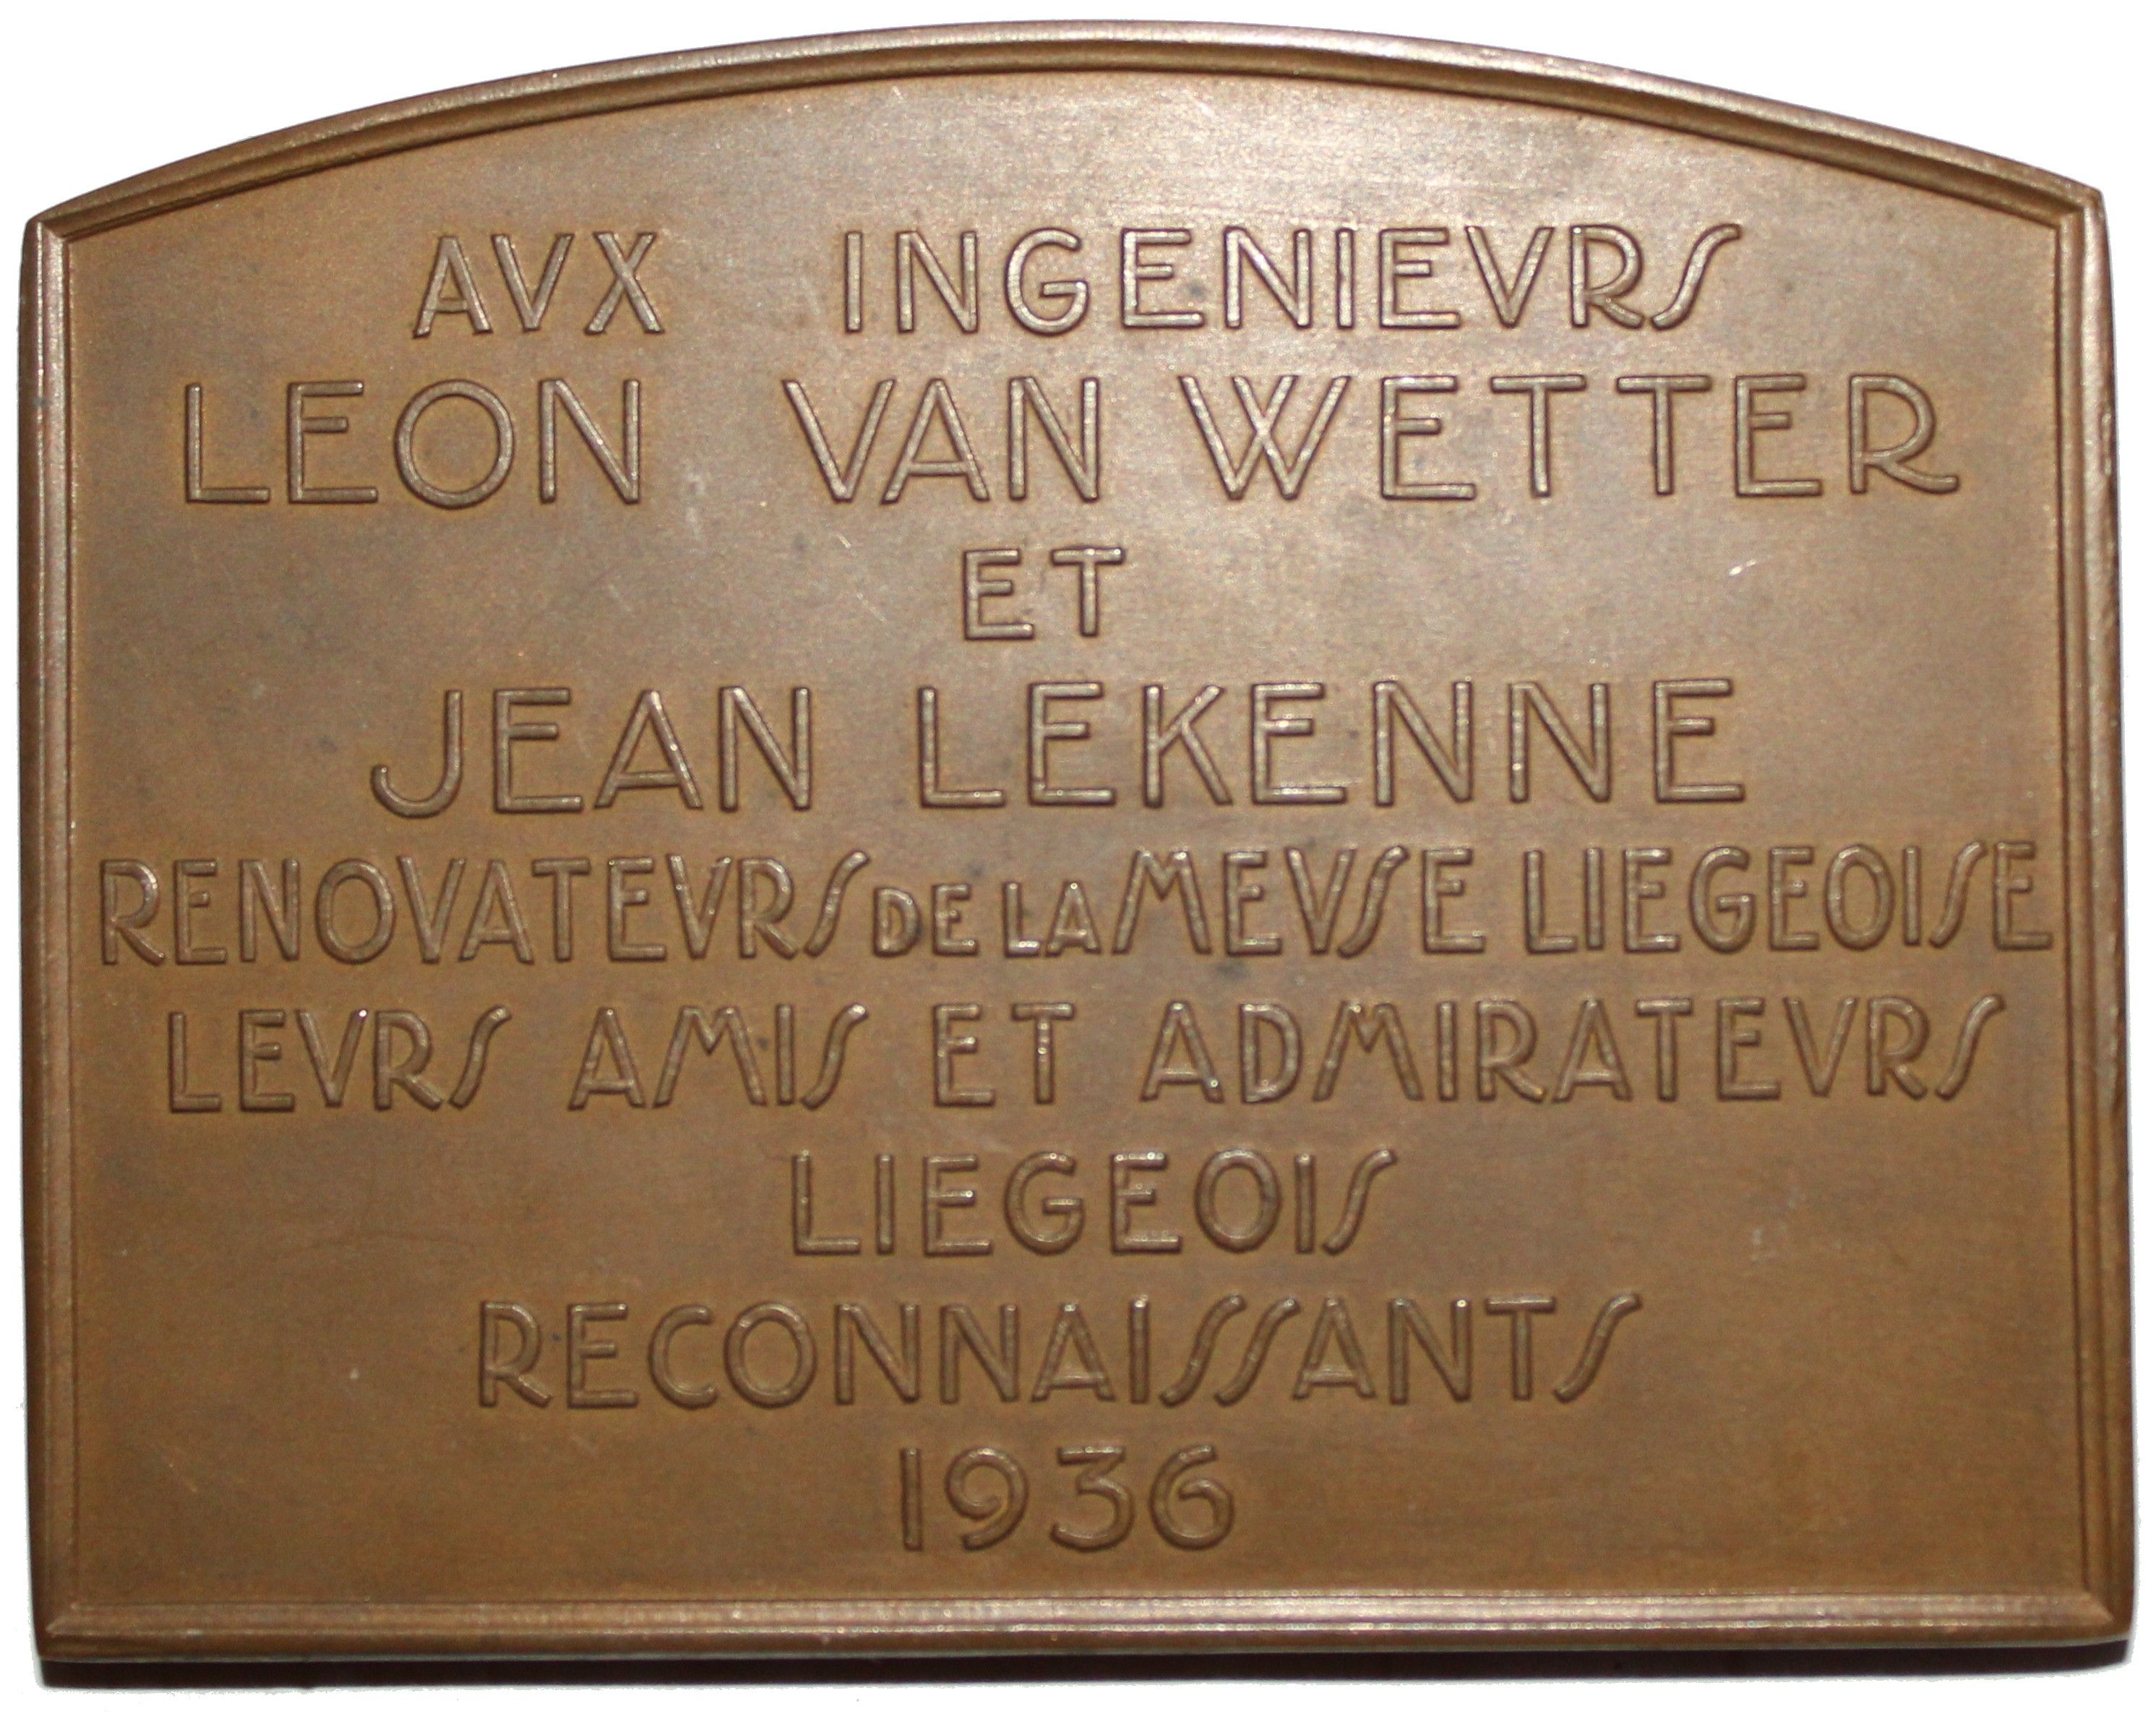 AVX INGENIEVRS
LEON VAN WETTER
ET
JEAN LEKENNE
RENOVATEVRS DE LA MEVSE LIEGEOISE
LEVRS AMIS ET ADMIRATEVRS
LIEGEOIS
RECONNAISSANTS
1936